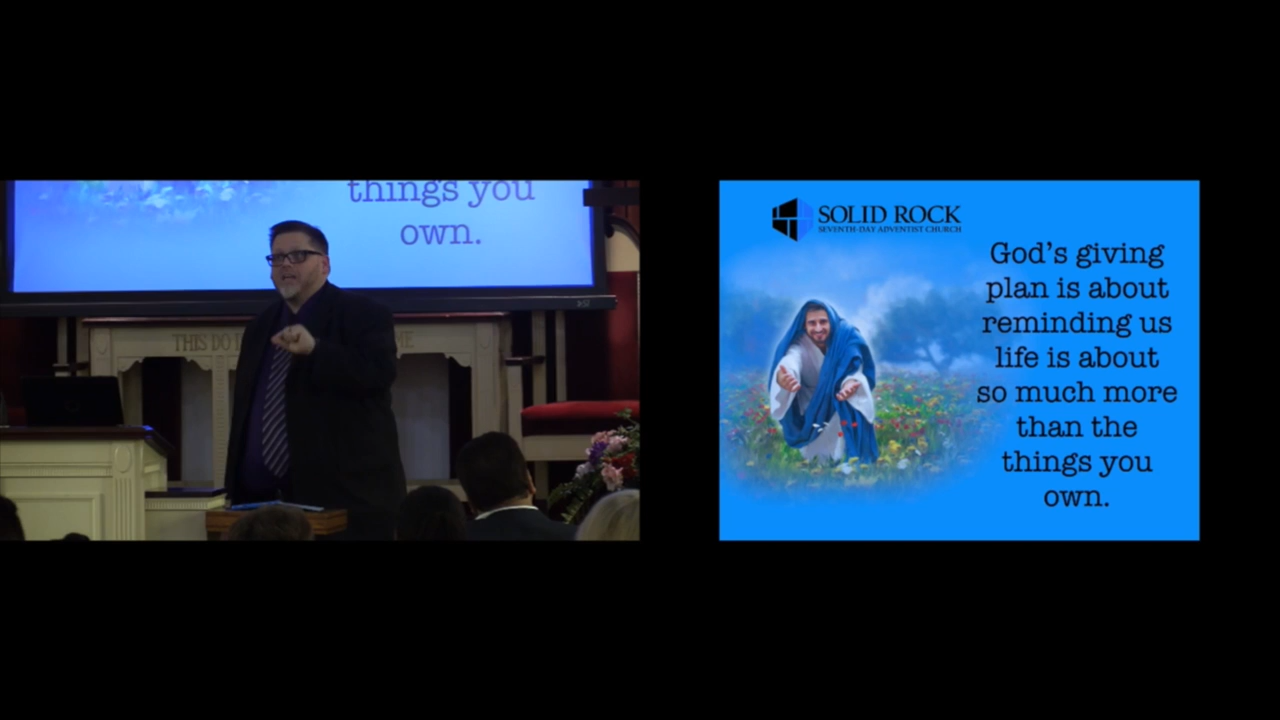 things you
own.
THIS DO I
ME
SOLID ROCK
SEVENTH-DAY ADVENTIST CHURCH
God's giving
plan is about
reminding us
life is about
so much more
than the
things you
own.